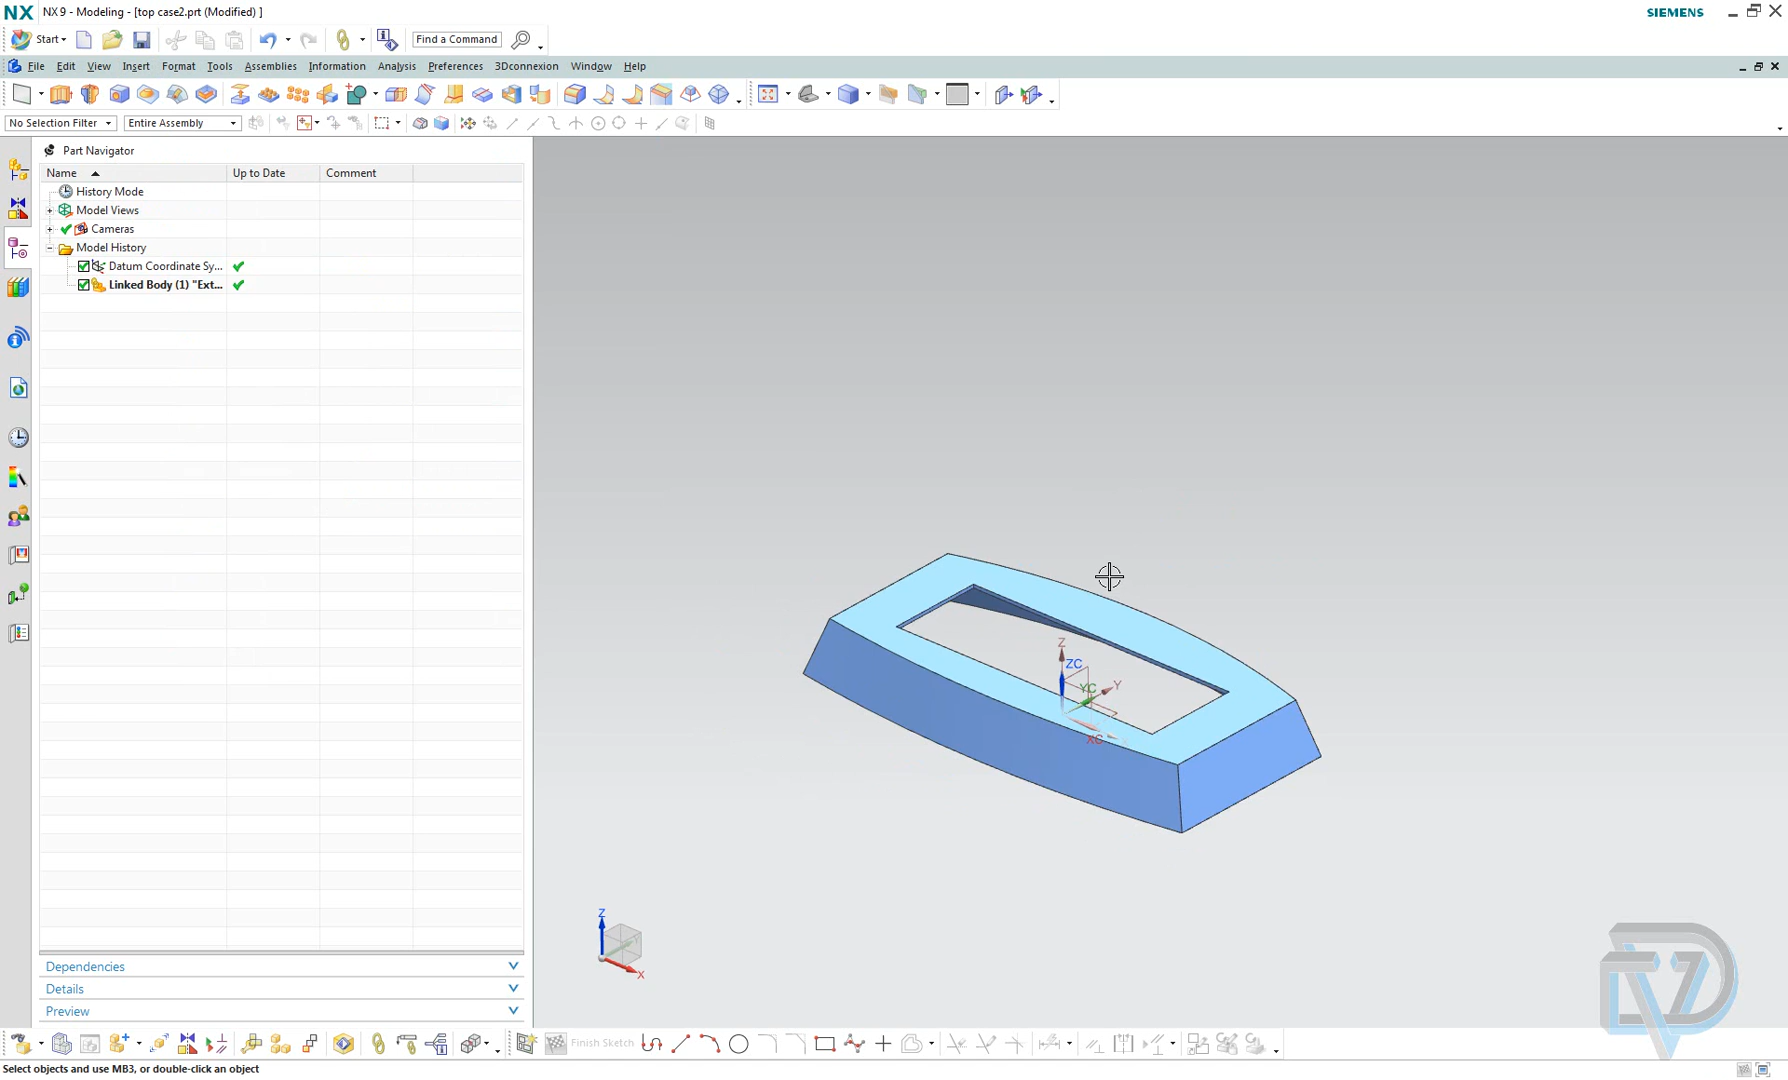 NX NX 9 - Modeling - [top case2.prt (Modified) ] SIEMENS
Start Find a Command
File Edit View Insert Format Tools Assemblies Information Analysis Preferences 3Dconnexion Window Help
No Selection Filter Entire Assembly
Part Navigator
Name Up to Date Comment
History Mode
Model Views
Cameras
Model History
Datum Coordinate Sy...
Linked Body (1) "Ext...
Z
ZC
YC Y
XC
Z
X
Dependencies
Details
Preview
Finish Sketch
Select objects and use MB3, or double-click an object